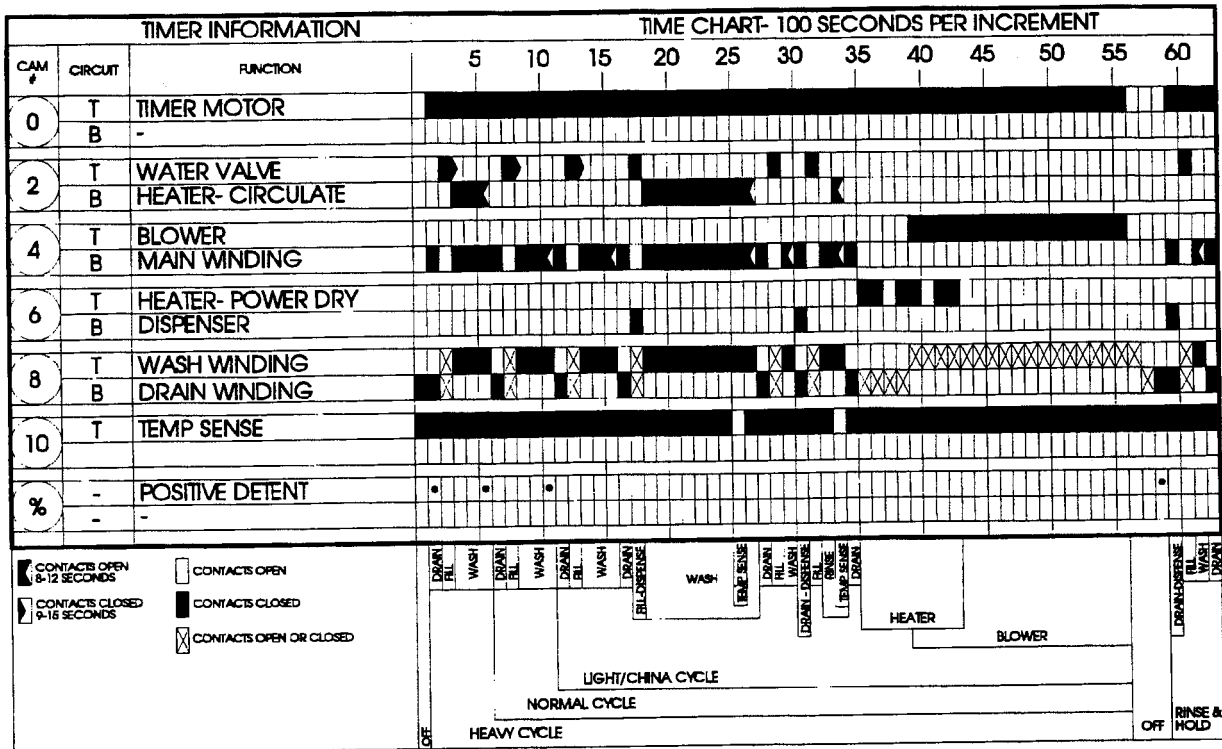 TIMER INFORMATION
TIME CHART- 100 SECONDS PER INCREMENT
CAM #
CIRCUIT
FUNCTION
5 10 15 20 25 30 35 40 45 50 55 60
0
T TIMER MOTOR
B -
2
T WATER VALVE
B HEATER- CIRCULATE
4
T BLOWER
B MAIN WINDING
6
T HEATER- POWER DRY
B DISPENSER
8
T WASH WINDING
B DRAIN WINDING
10
T TEMP SENSE
%
- POSITIVE DETENT
- -
CONTACTS OPEN
8-12 SECONDS
CONTACTS CLOSED
9-15 SECONDS
CONTACTS OPEN
CONTACTS CLOSED
CONTACTS OPEN OR CLOSED
DRAIN
FILL
WASH
DRAIN
FILL
WASH
DRAIN
FILL
WASH
DRAIN
FILL-DISPENSE
WASH
TEMP SENSE
DRAIN
FILL
WASH
DRAIN - DISPENSE
FILL
RINSE
TEMP SENSE
DRAIN
HEATER
BLOWER
DRAIN-DISPENSE
FILL
WASH
DRAIN
LIGHT/CHINA CYCLE
NORMAL CYCLE
HEAVY CYCLE
OFF
OFF
RINSE &
HOLD